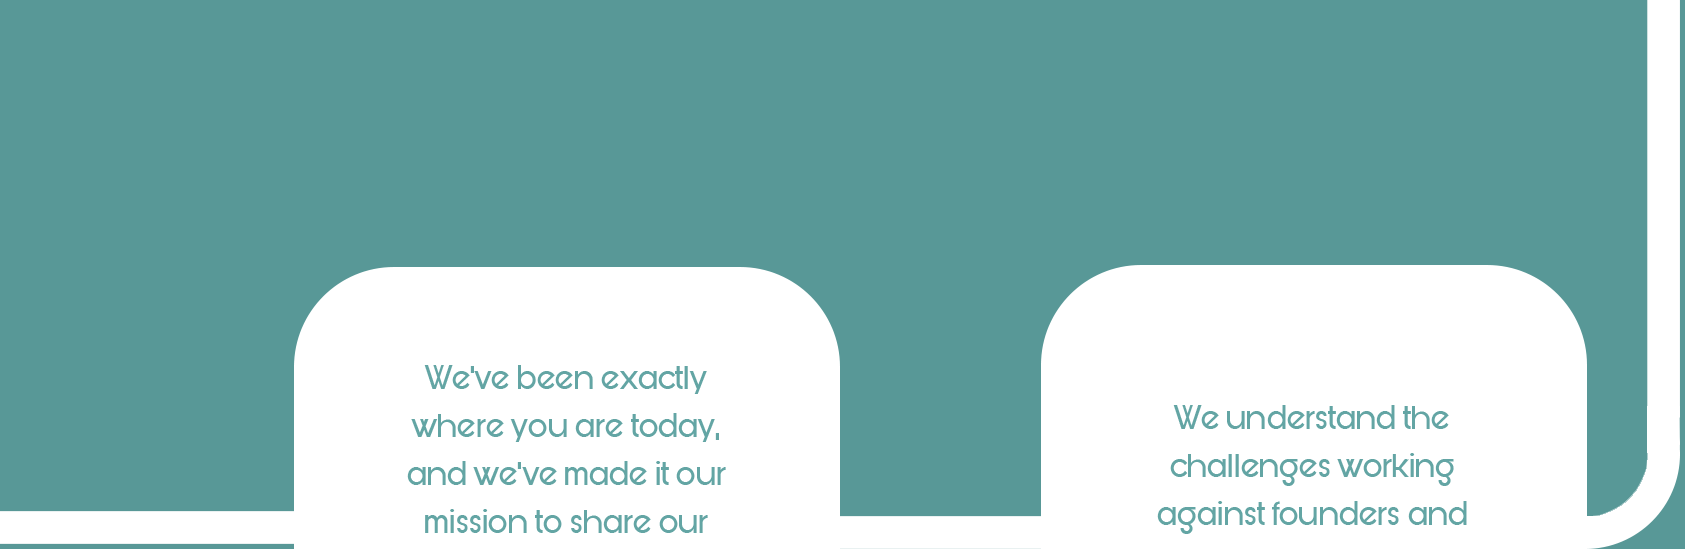 We've been exactly
where you are today,
and we've made it our
mission to share our
We understand the
challenges working
against founders and